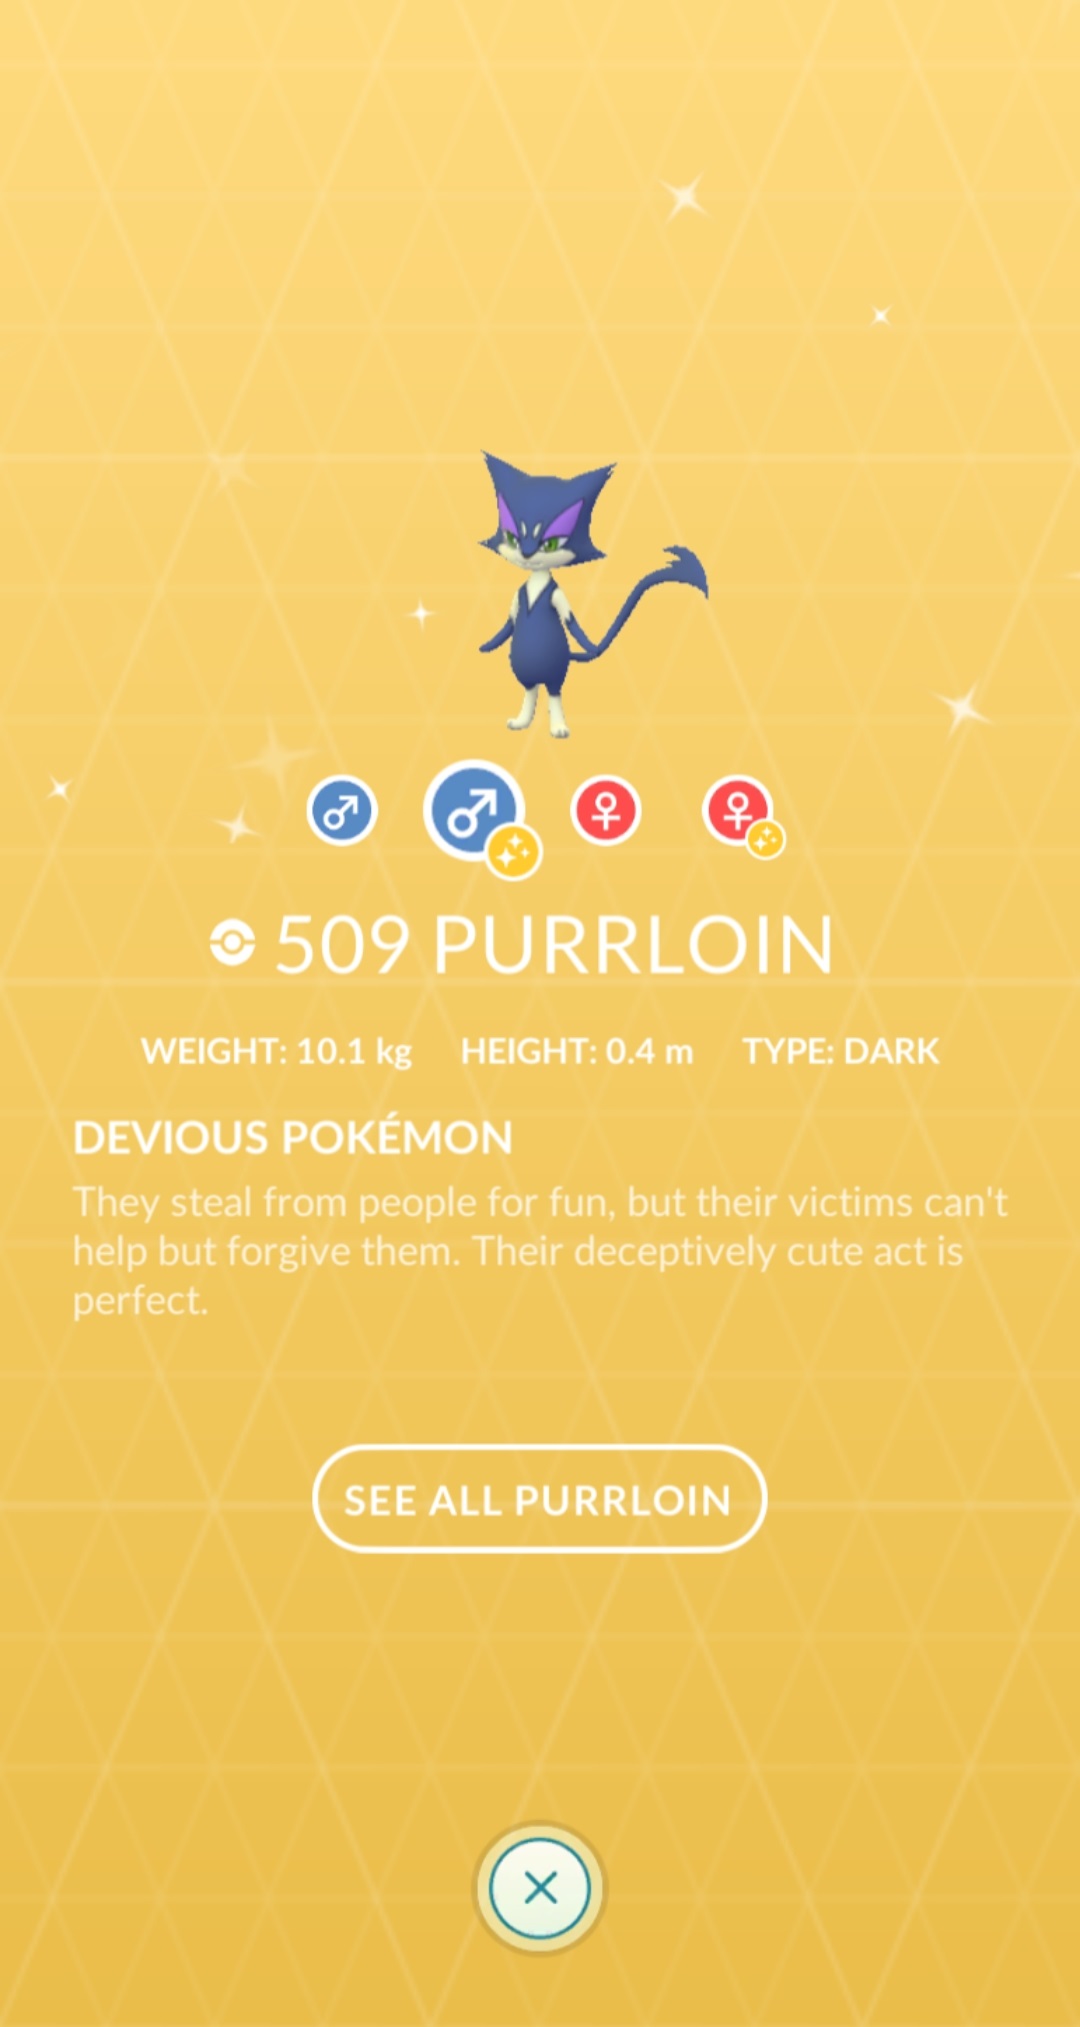 509 PURRLOIN
WEIGHT: 10.1 kg HEIGHT: 0.4 m TYPE: DARK
DEVIOUS POKÉMON
They steal from people for fun, but their victims can't
help but forgive them. Their deceptively cute act is
perfect.
SEE ALL PURRLOIN